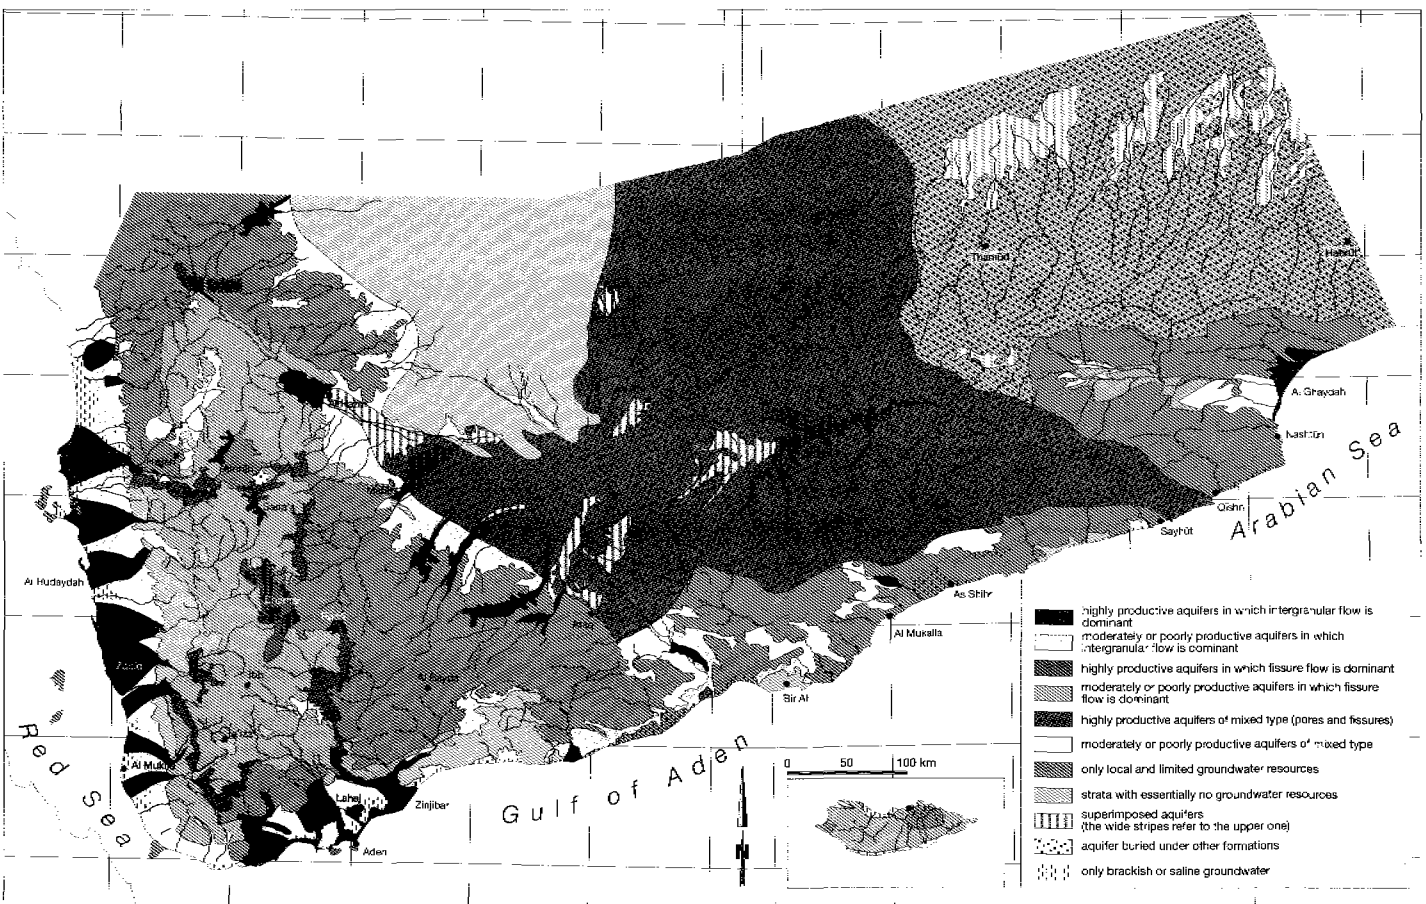 Thamūd
Habrūt
Al Ghaydah
Nashtūn
Qishn
Sayhūt
Arabian Sea
Al Hudaydah
As Shihr
Al Mukalla
Bir Ali
Ibb
Red Sea
Lahej
Zinjibar
Aden
Gulf of Aden
N
0 50 100 km
highly productive aquifers in which intergranular flow is
dominant
moderately or poorly productive aquifers in which
intergranular flow is dominant
highly productive aquifers in which fissure flow is dominant
moderately or poorly productive aquifers in which fissure
flow is dominant
highly productive aquifers of mixed type (pores and fissures)
moderately or poorly productive aquifers of mixed type
only local and limited groundwater resources
strata with essentially no groundwater resources
superimposed aquifers
(the wide stripes refer to the upper one)
aquifer buried under other formations
only brackish or saline groundwater